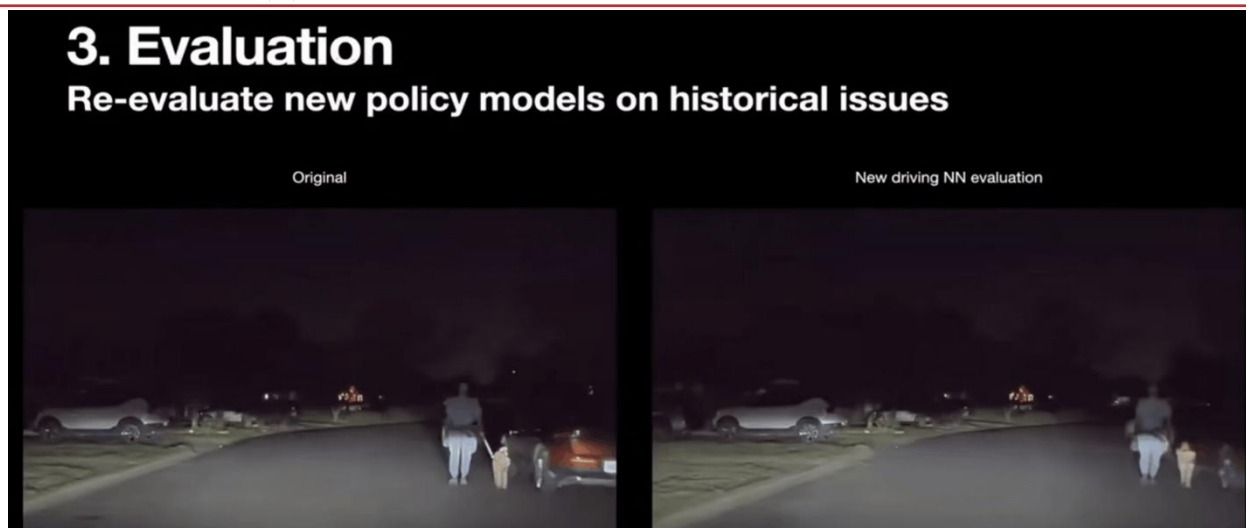 3. Evaluation
Re-evaluate new policy models on historical issues
Original
New driving NN evaluation